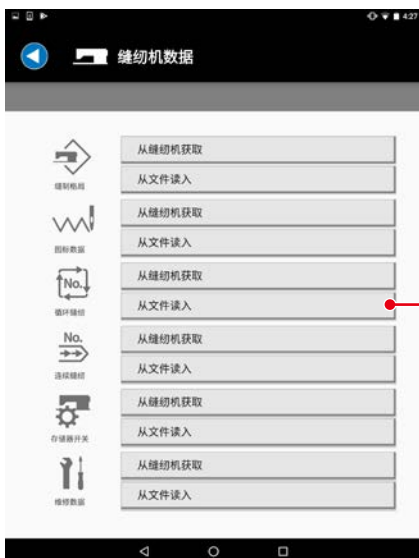 4:27
缝纫机数据
从缝纫机获取
从文件读入
缝制格局
从缝纫机获取
从文件读入
图标数据
No.
从缝纫机获取
从文件读入
循环缝纫
No.
从缝纫机获取
从文件读入
连续缝纫
从缝纫机获取
从文件读入
存储器开关
从缝纫机获取
从文件读入
维修数据